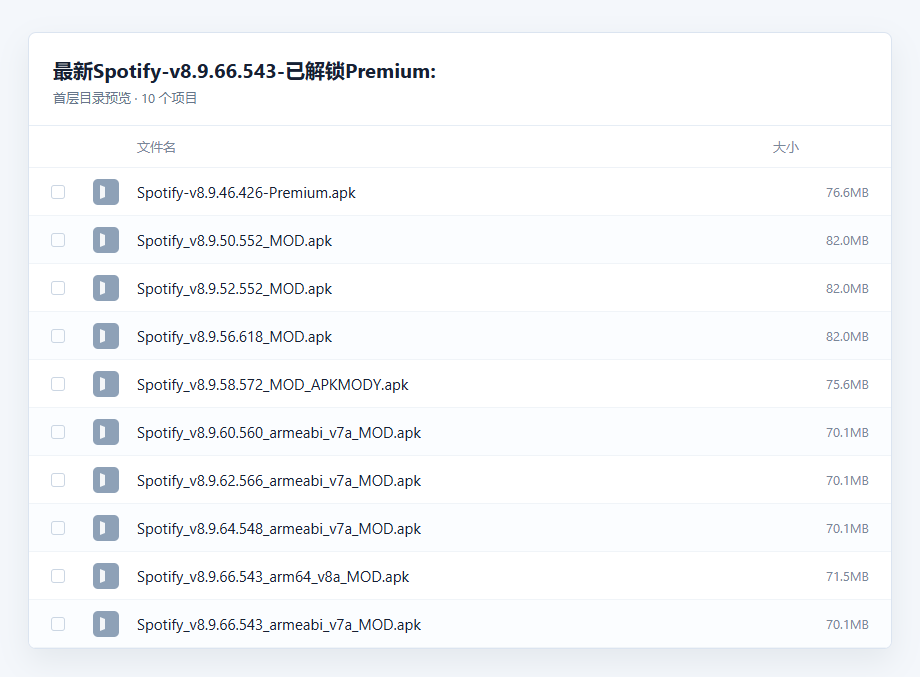 最新Spotify-v8.9.66.543-已解锁Premium:
首层目录预览 · 10 个项目
文件名 大小
Spotify-v8.9.46.426-Premium.apk 76.6MB
Spotify_v8.9.50.552_MOD.apk 82.0MB
Spotify_v8.9.52.552_MOD.apk 82.0MB
Spotify_v8.9.56.618_MOD.apk 82.0MB
Spotify_v8.9.58.572_MOD_APKMODY.apk 75.6MB
Spotify_v8.9.60.560_armeabi_v7a_MOD.apk 70.1MB
Spotify_v8.9.62.566_armeabi_v7a_MOD.apk 70.1MB
Spotify_v8.9.64.548_armeabi_v7a_MOD.apk 70.1MB
Spotify_v8.9.66.543_arm64_v8a_MOD.apk 71.5MB
Spotify_v8.9.66.543_armeabi_v7a_MOD.apk 70.1MB